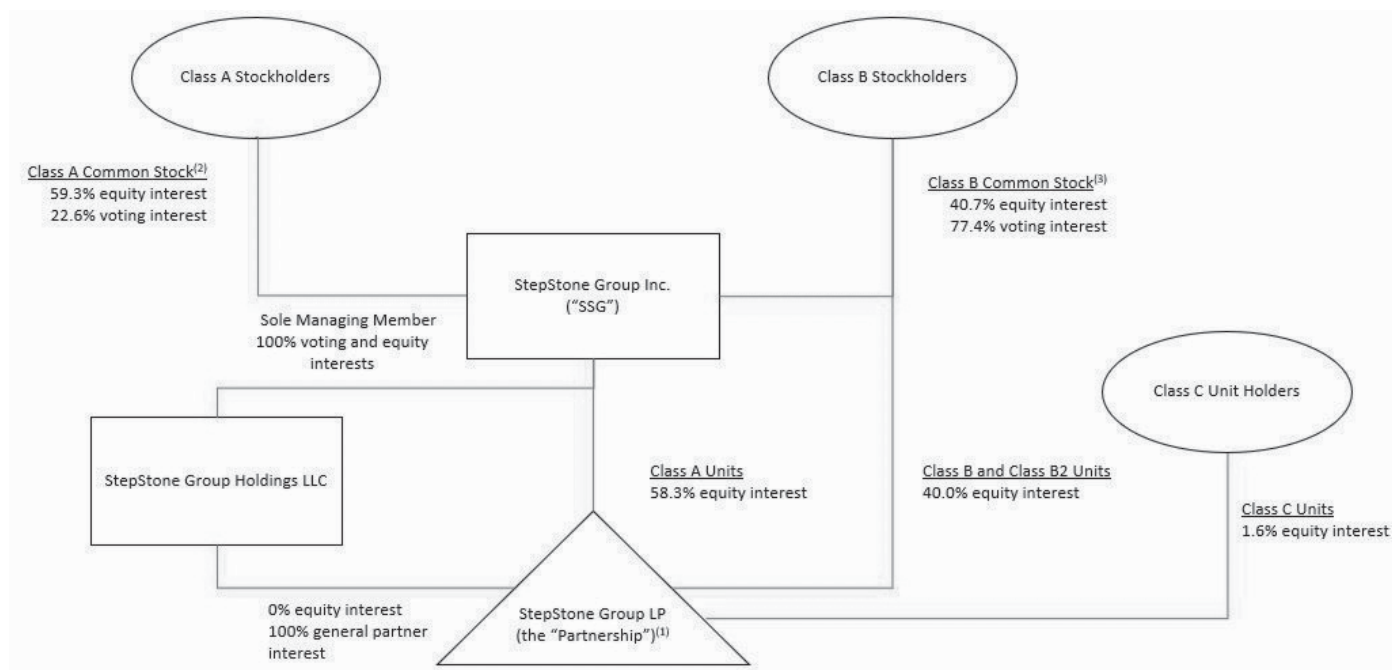 Class A Stockholders
Class B Stockholders
Class A Common Stock(2)
59.3% equity interest
22.6% voting interest
Class B Common Stock(3)
40.7% equity interest
77.4% voting interest
StepStone Group Inc.
(“SSG”)
Sole Managing Member
100% voting and equity
interests
Class C Unit Holders
StepStone Group Holdings LLC
Class A Units
58.3% equity interest
Class B and Class B2 Units
40.0% equity interest
Class C Units
1.6% equity interest
0% equity interest
100% general partner
interest
StepStone Group LP
(the “Partnership”)(1)